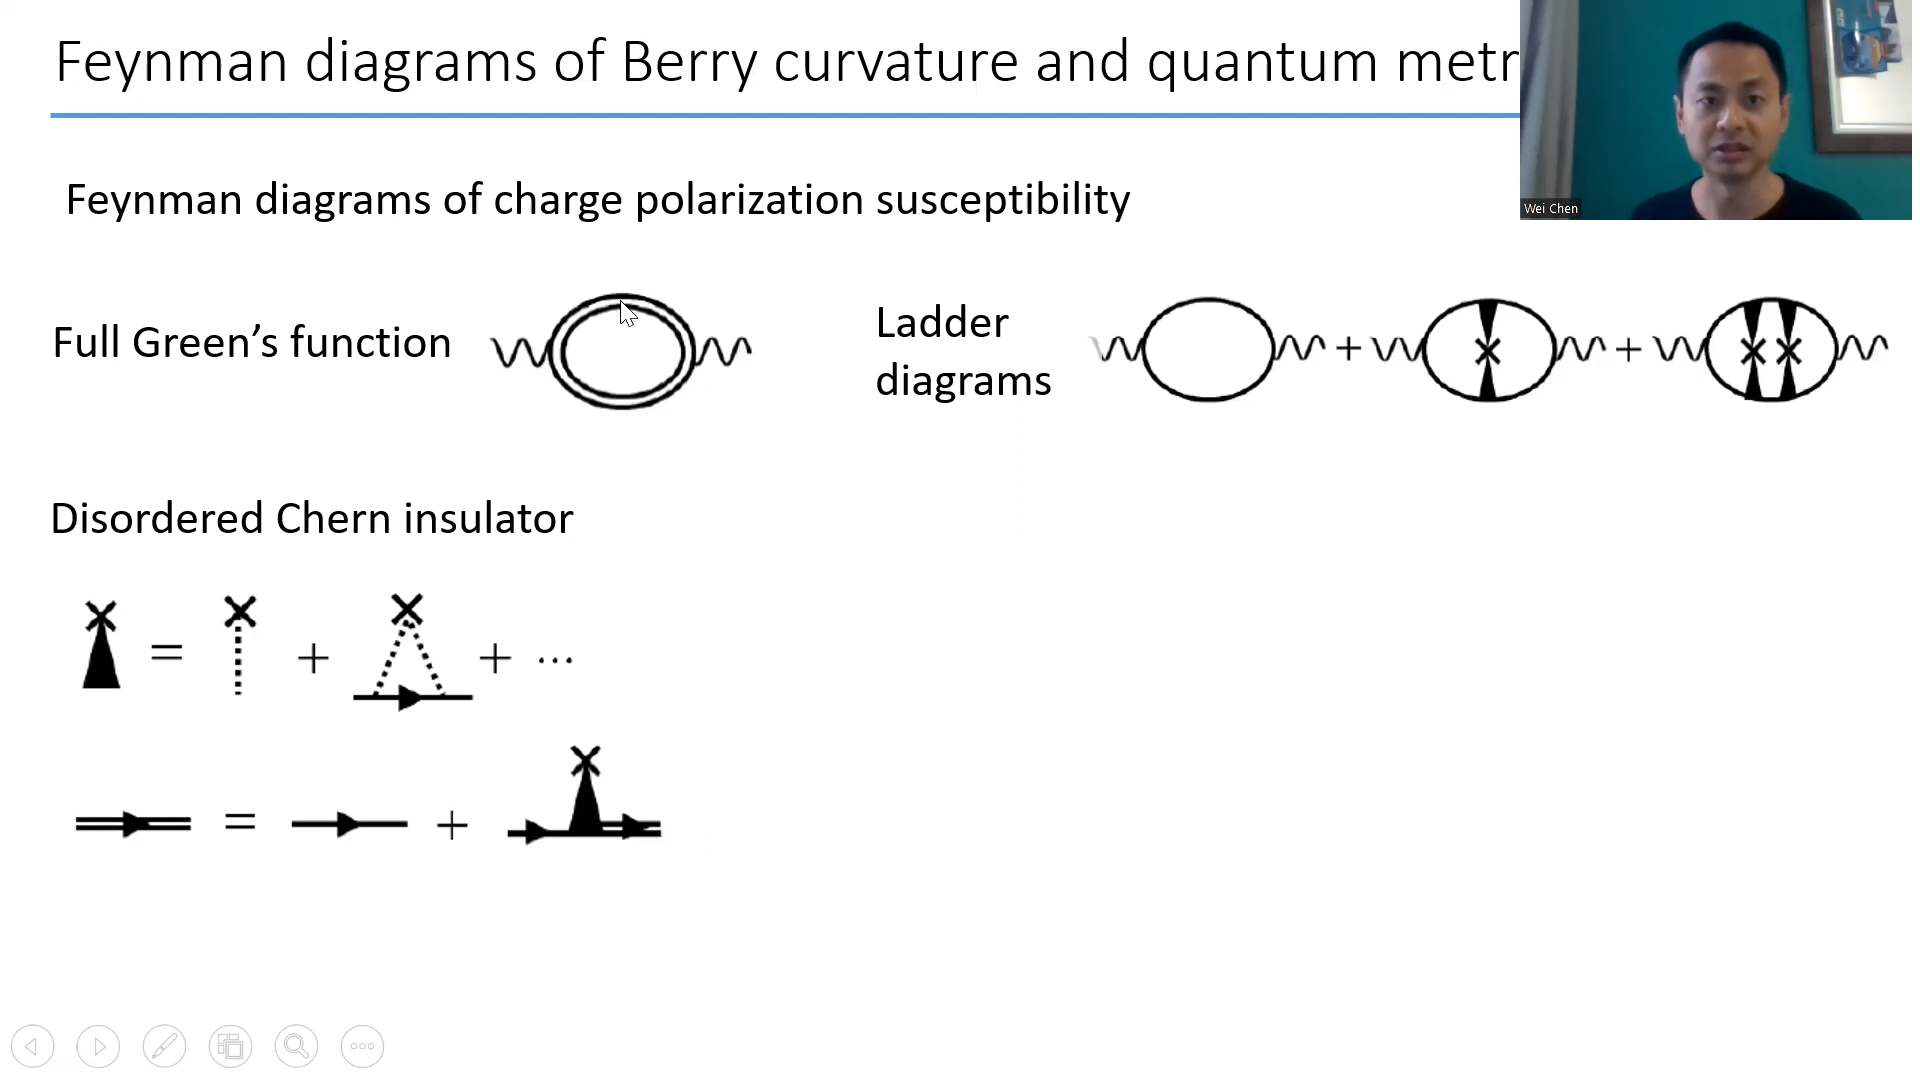 Feynman diagrams of Berry curvature and quantum metr
Wei Chen
Feynman diagrams of charge polarization susceptibility
Full Green’s function
Ladder
diagrams
+ +
Disordered Chern insulator
= + + ...
= +